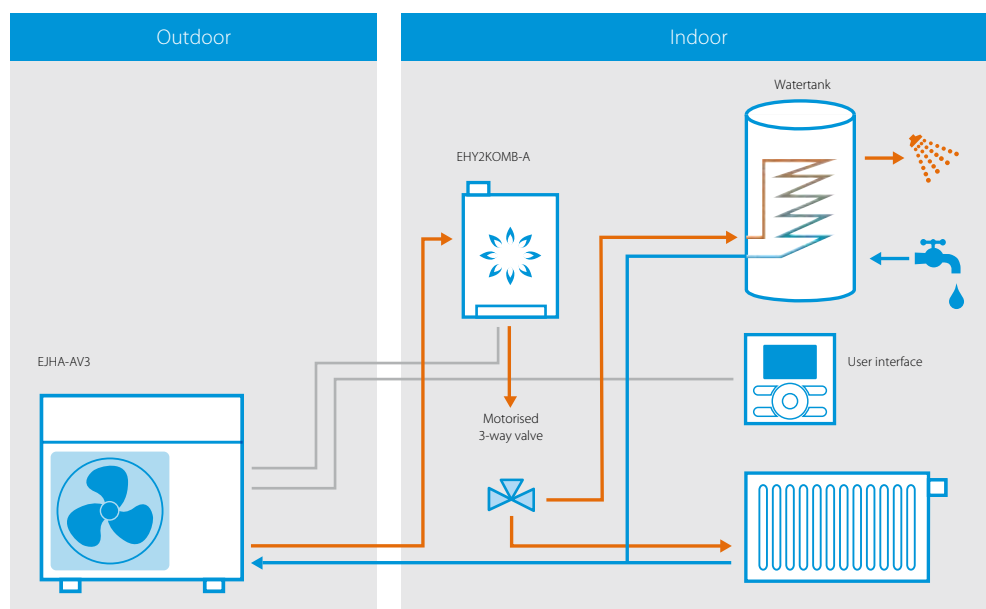 Outdoor
Indoor
Watertank
EHY2KOMB-A
EJHA-AV3
User interface
Motorised
3-way valve